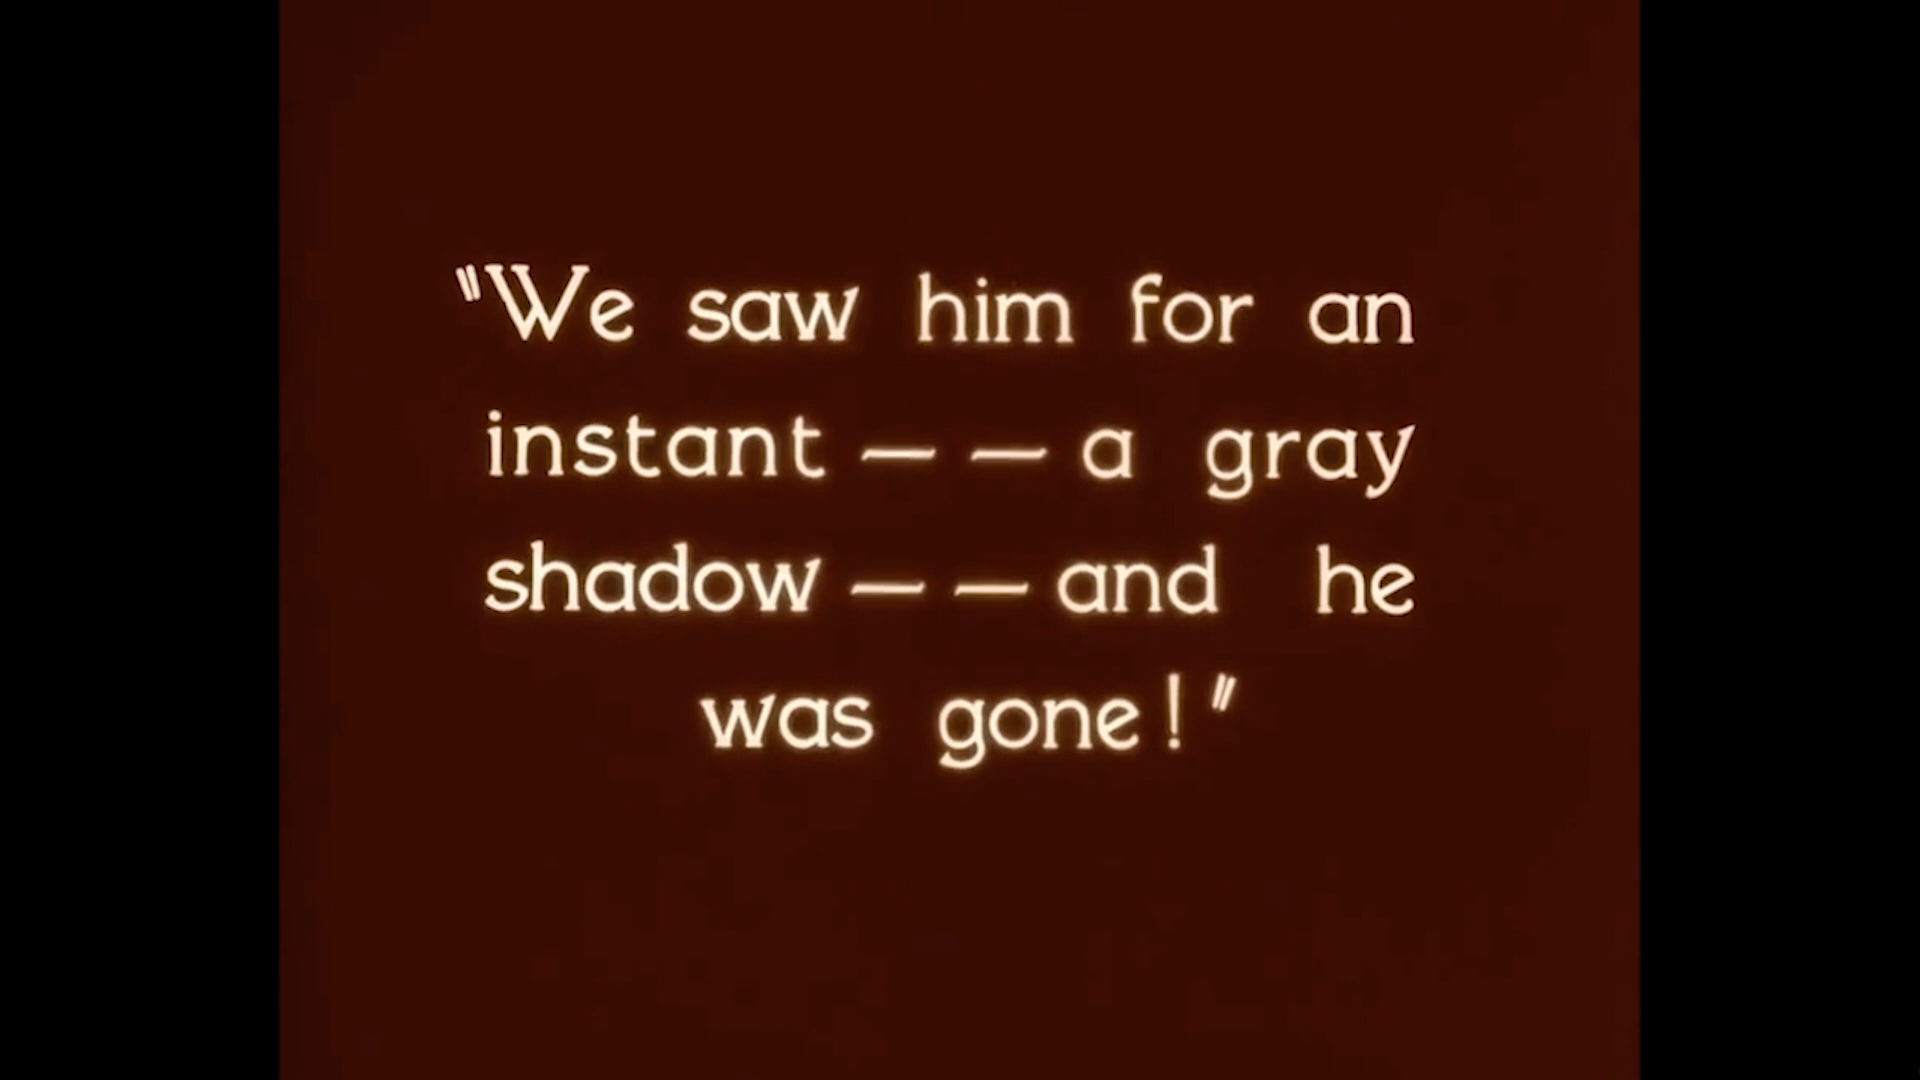 "We saw him for an
instant — — a gray
shadow — — and he
was gone!"